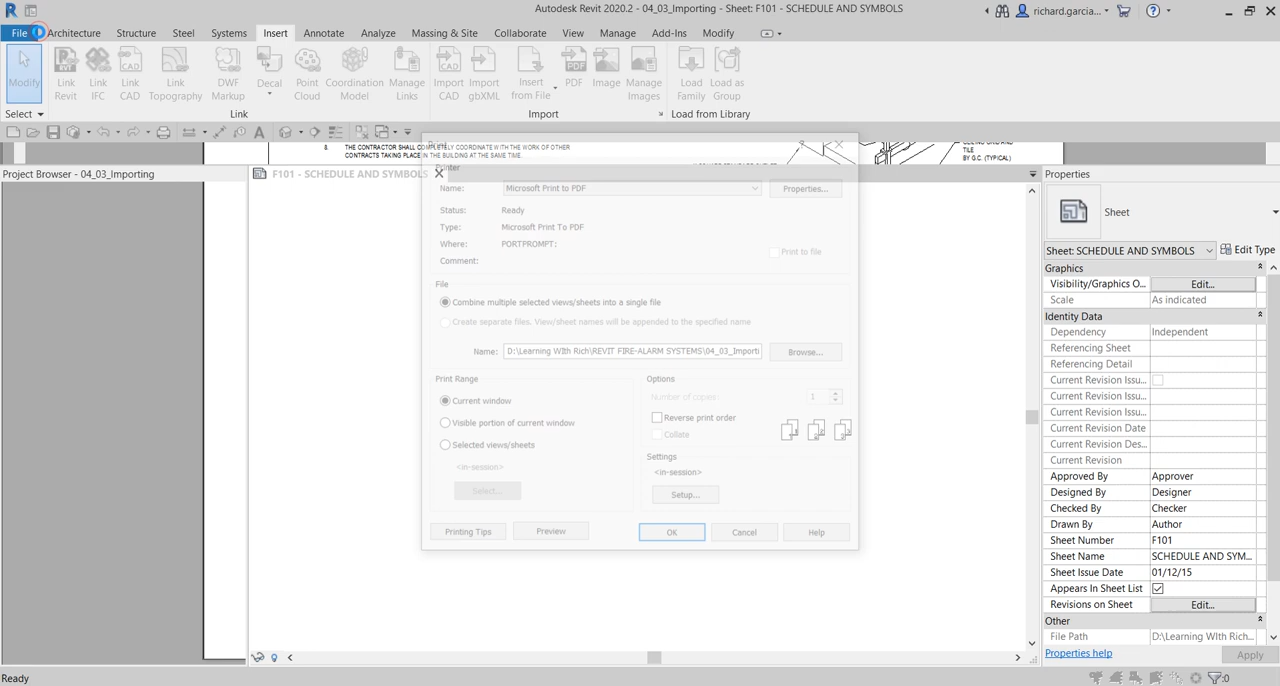 Autodesk Revit 2020.2 - 04_03_Importing - Sheet: F101 - SCHEDULE AND SYMBOLS
richard.garcia...
File Architecture Structure Steel Systems Insert Annotate Analyze Massing & Site Collaborate View Manage Add-Ins Modify
Modify
Link Revit
Link IFC
Link CAD
Link Topography
DWF Markup
Decal
Point Cloud
Coordination Model
Manage Links
Import CAD
Import gbXML
Insert from File
PDF
Image
Manage Images
Load Family
Load as Group
Select
Link
Import
Load from Library
8. THE CONTRACTOR SHALL COMPLETELY COORDINATE WITH THE WORK OF OTHER
CONTRACTS TAKING PLACE IN THE BUILDING AT THE SAME TIME.
CEILING GRID AND
TILE
BY G.C. (TYPICAL)
Project Browser - 04_03_Importing
F101 - SCHEDULE AND SYMBOLS
Print
Printer
Name: Microsoft Print to PDF Properties...
Status: Ready
Type: Microsoft Print To PDF
Where: PORTPROMPT:
Comment: Print to file
File
Combine multiple selected views/sheets into a single file
Create separate files. View/sheet names will be appended to the specified name
Name: D:\Learning WIth Rich\REVIT FIRE-ALARM SYSTEMS\04_03_Importi Browse...
Print Range
Current window
Visible portion of current window
Selected views/sheets
<in-session>
Select...
Options
Number of copies: 1
Reverse print order
Collate
Settings
<in-session>
Setup...
Printing Tips Preview OK Cancel Help
Properties
Sheet
Sheet: SCHEDULE AND SYMBOLS Edit Type
Graphics
Visibility/Graphics O... Edit...
Scale As indicated
Identity Data
Dependency Independent
Referencing Sheet
Referencing Detail
Current Revision Issu...
Current Revision Issu...
Current Revision Issu...
Current Revision Date
Current Revision Des...
Current Revision
Approved By Approver
Designed By Designer
Checked By Checker
Drawn By Author
Sheet Number F101
Sheet Name SCHEDULE AND SYM...
Sheet Issue Date 01/12/15
Appears In Sheet List
Revisions on Sheet Edit...
Other
File Path D:\Learning WIth Rich...
Properties help Apply
Ready
:0